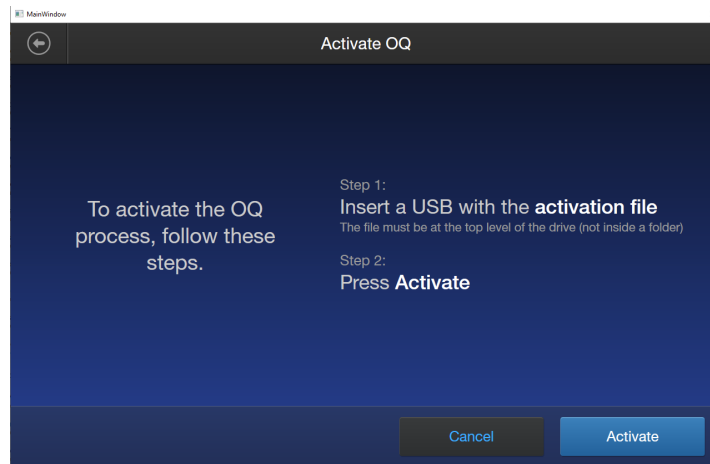 MainWindow
Activate OQ
To activate the OQ
process, follow these
steps.
Step 1:
Insert a USB with the activation file
The file must be at the top level of the drive (not inside a folder)
Step 2:
Press Activate
Cancel
Activate